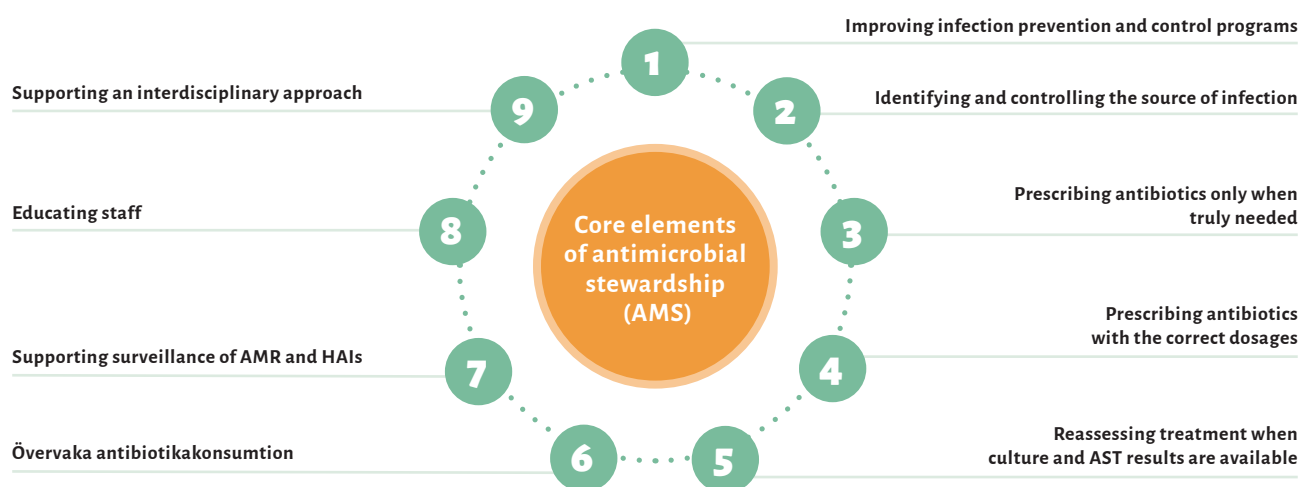 Core elements
of antimicrobial
stewardship
(AMS)
1
Improving infection prevention and control programs
2
Identifying and controlling the source of infection
3
Prescribing antibiotics only when
truly needed
4
Prescribing antibiotics
with the correct dosages
5
Reassessing treatment when
culture and AST results are available
6
Övervaka antibiotikakonsumtion
7
Supporting surveillance of AMR and HAIs
8
Educating staff
9
Supporting an interdisciplinary approach